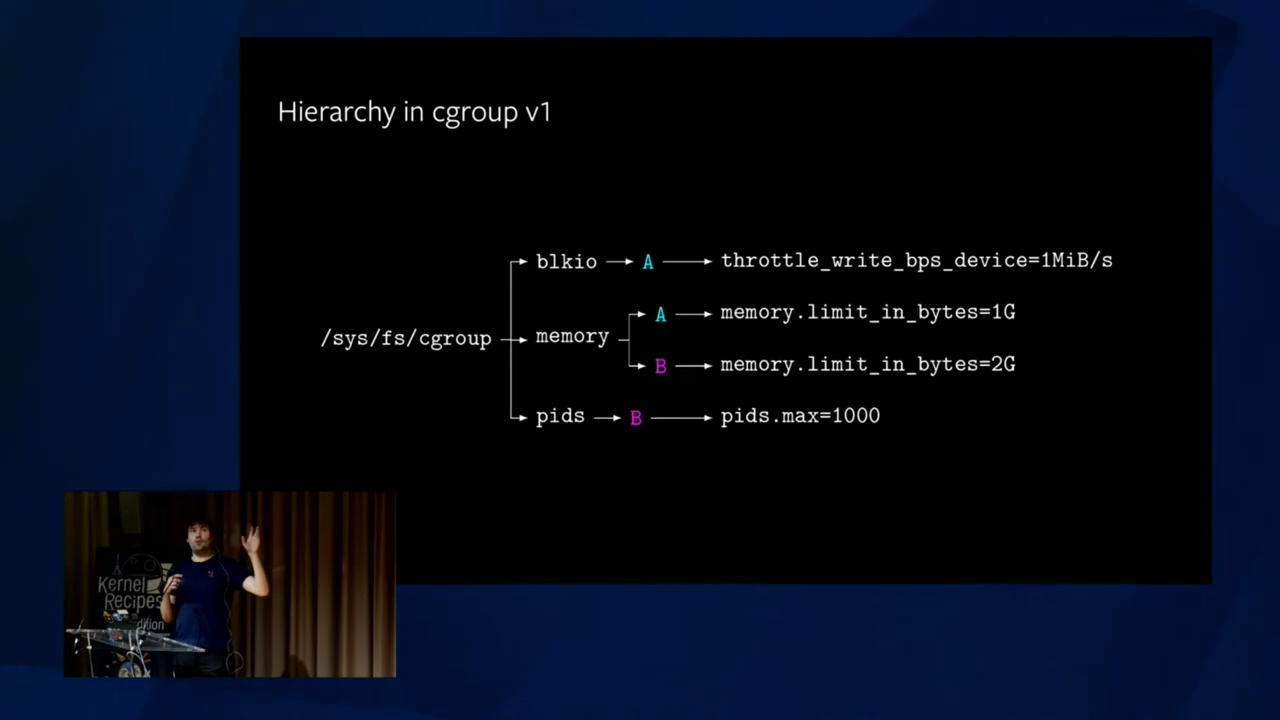 Hierarchy in cgroup v1
blkio A throttle_write_bps_device=1MiB/s
A memory.limit_in_bytes=1G
/sys/fs/cgroup memory
B memory.limit_in_bytes=2G
pids B pids.max=1000
Kernel
Recipes
dition